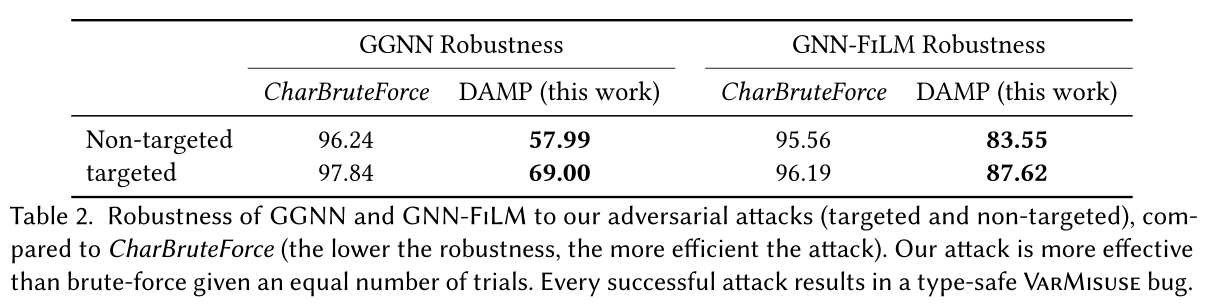 GGNN Robustness GNN-FiLM Robustness
CharBruteForce DAMP (this work) CharBruteForce DAMP (this work)
Non-targeted 96.24 57.99 95.56 83.55
targeted 97.84 69.00 96.19 87.62
Table 2. Robustness of GGNN and GNN-FiLM to our adversarial attacks (targeted and non-targeted), com-
pared to CharBruteForce (the lower the robustness, the more efficient the attack). Our attack is more effective
than brute-force given an equal number of trials. Every successful attack results in a type-safe VarMisuse bug.